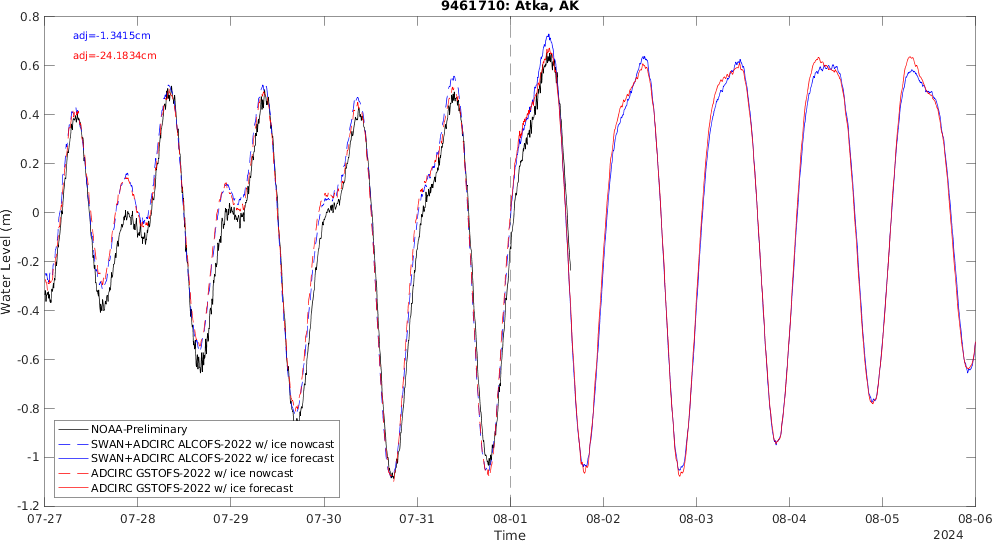 9461710: Atka, AK
adj=-1.3415cm
adj=-24.1834cm
Water Level (m)
0.8
0.6
0.4
0.2
0
-0.2
-0.4
-0.6
-0.8
-1
-1.2
NOAA-Preliminary
SWAN+ADCIRC ALCOFS-2022 w/ ice nowcast
SWAN+ADCIRC ALCOFS-2022 w/ ice forecast
ADCIRC GSTOFS-2022 w/ ice nowcast
ADCIRC GSTOFS-2022 w/ ice forecast
07-27 07-28 07-29 07-30 07-31 08-01 08-02 08-03 08-04 08-05 08-06
Time
2024